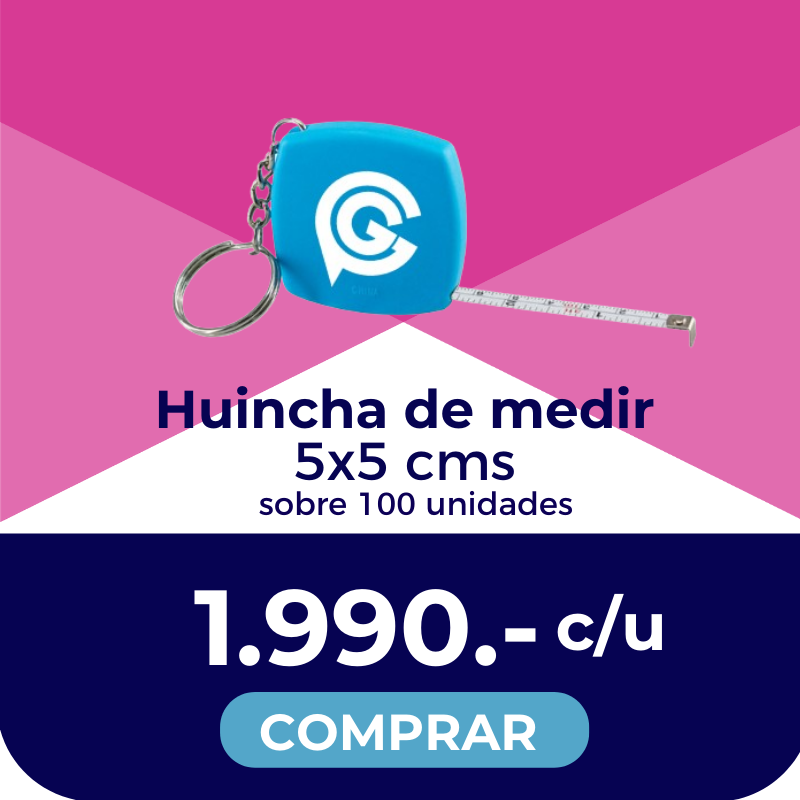 Huincha de medir
5x5 cms
sobre 100 unidades
1.990.- c/u
COMPRAR